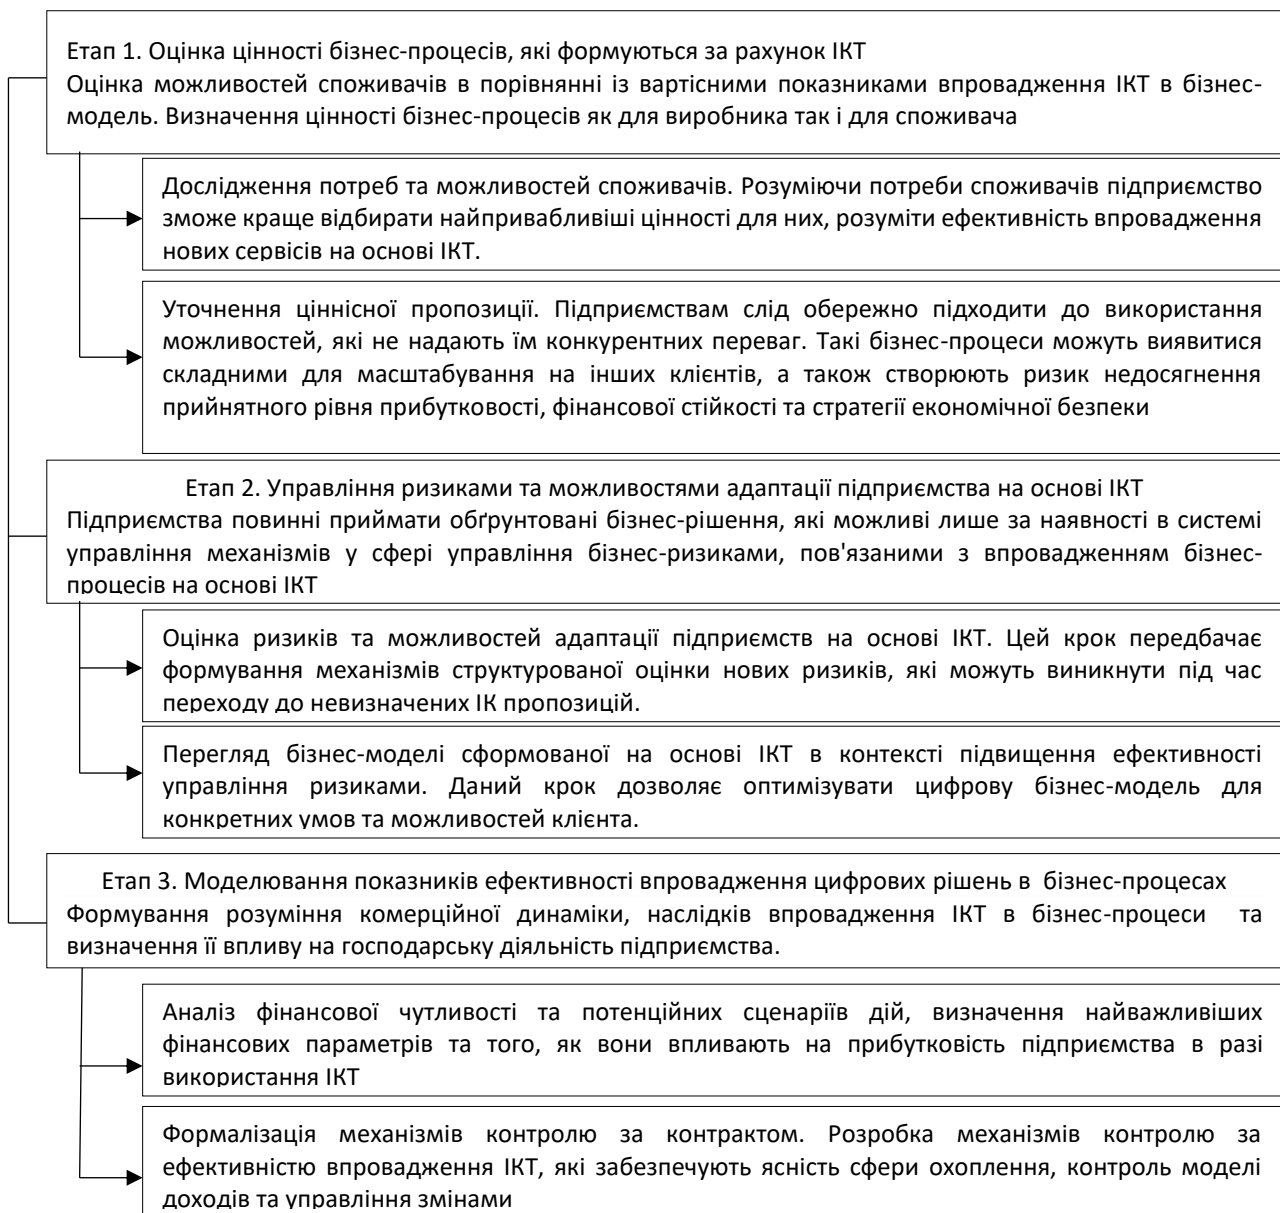 Етап 1. Оцінка цінності бізнес-процесів, які формуються за рахунок ІКТ
Оцінка можливостей споживачів в порівнянні із вартісними показниками впровадження ІКТ в бізнес-
модель. Визначення цінності бізнес-процесів як для виробника так і для споживача
Дослідження потреб та можливостей споживачів. Розуміючи потреби споживачів підприємство
зможе краще відбирати найпривабливіші цінності для них, розуміти ефективність впровадження
нових сервісів на основі ІКТ.
Уточнення ціннісної пропозиції. Підприємствам слід обережно підходити до використання
можливостей, які не надають їм конкурентних переваг. Такі бізнес-процеси можуть виявитися
складними для масштабування на інших клієнтів, а також створюють ризик недосягнення
прийнятного рівня прибутковості, фінансової стійкості та стратегії економічної безпеки
Етап 2. Управління ризиками та можливостями адаптації підприємства на основі ІКТ
Підприємства повинні приймати обґрунтовані бізнес-рішення, які можливі лише за наявності в системі
управління механізмів у сфері управління бізнес-ризиками, пов'язаними з впровадженням бізнес-
процесів на основі ІКТ
Оцінка ризиків та можливостей адаптації підприємств на основі ІКТ. Цей крок передбачає
формування механізмів структурованої оцінки нових ризиків, які можуть виникнути під час
переходу до невизначених ІК пропозицій.
Перегляд бізнес-моделі сформованої на основі ІКТ в контексті підвищення ефективності
управління ризиками. Даний крок дозволяє оптимізувати цифрову бізнес-модель для
конкретних умов та можливостей клієнта.
Етап 3. Моделювання показників ефективності впровадження цифрових рішень в бізнес-процесах
Формування розуміння комерційної динаміки, наслідків впровадження ІКТ в бізнес-процеси та
визначення її впливу на господарську діяльність підприємства.
Аналіз фінансової чутливості та потенційних сценаріїв дій, визначення найважливіших
фінансових параметрів та того, як вони впливають на прибутковість підприємства в разі
використання ІКТ
Формалізація механізмів контролю за контрактом. Розробка механізмів контролю за
ефективністю впровадження ІКТ, які забезпечують ясність сфери охоплення, контроль моделі
доходів та управління змінами